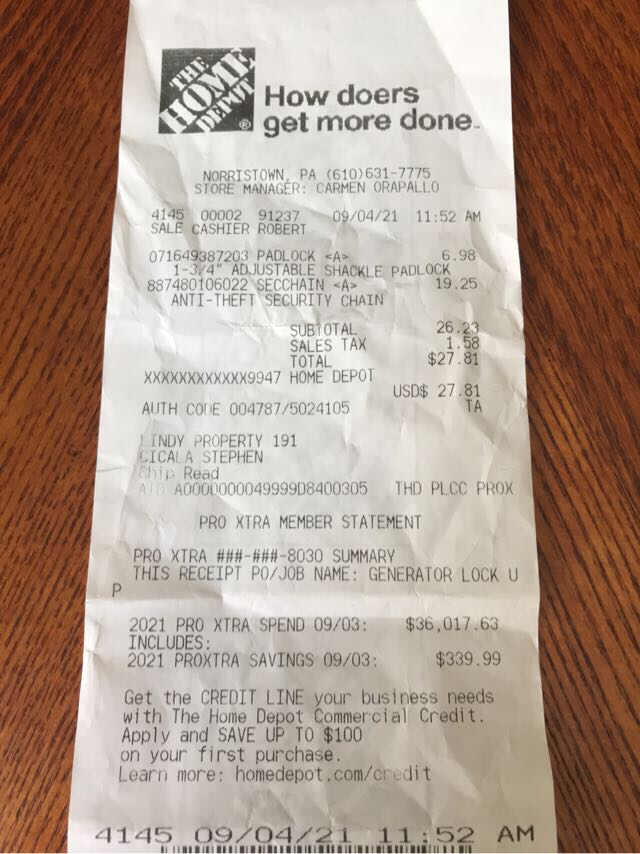 THE
HOME
DEPOT
®
How doers
get more done™
NORRISTOWN, PA (610)631-7775
STORE MANAGER: CARMEN ORAPALLO
4145 00002 91237 09/04/21 11:52 AM
SALE CASHIER ROBERT
071649387203 PADLOCK <A> 6.98
1-3/4" ADJUSTABLE SHACKLE PADLOCK
887480106022 SECCHAIN <A> 19.25
ANTI-THEFT SECURITY CHAIN
SUBTOTAL 26.23
SALES TAX 1.58
TOTAL $27.81
XXXXXXXXXXXX9947 HOME DEPOT
USD$ 27.81
AUTH CODE 004787/5024105 TA
LINDY PROPERTY 191
CICALA STEPHEN
Chip Read
AID A0000000049999D8400305 THD PLCC PROX
PRO XTRA MEMBER STATEMENT
PRO XTRA ###-###-8030 SUMMARY
THIS RECEIPT PO/JOB NAME: GENERATOR LOCK U
P
2021 PRO XTRA SPEND 09/03: $36,017.63
INCLUDES:
2021 PROXTRA SAVINGS 09/03: $339.99
Get the CREDIT LINE your business needs
with The Home Depot Commercial Credit.
Apply and SAVE UP TO $100
on your first purchase.
Learn more: homedepot.com/credit
4145 09/04/21 11:52 AM